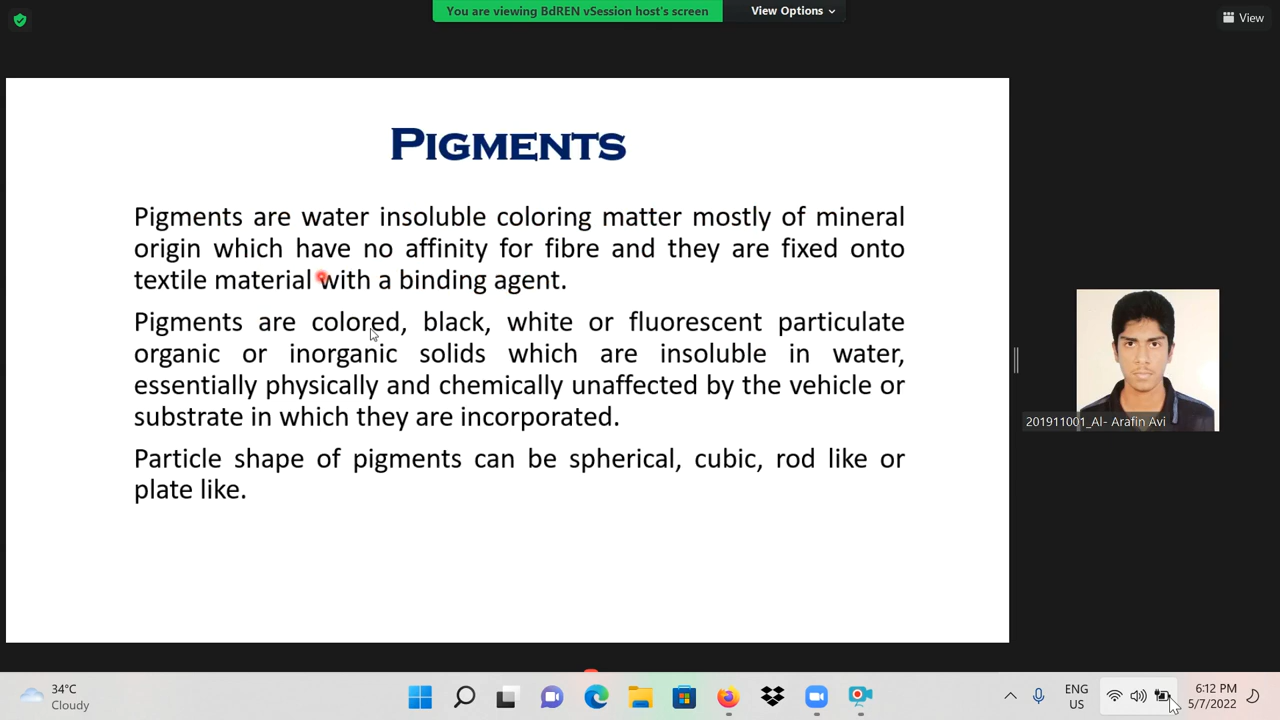 You are viewing BdREN vSession host's screen
View Options
View
PIGMENTS
Pigments are water insoluble coloring matter mostly of mineral
origin which have no affinity for fibre and they are fixed onto
textile material with a binding agent.
Pigments are colored, black, white or fluorescent particulate
organic or inorganic solids which are insoluble in water,
essentially physically and chemically unaffected by the vehicle or
substrate in which they are incorporated.
Particle shape of pigments can be spherical, cubic, rod like or
plate like.
201911001_Al- Arafin Avi
34°C
Cloudy
ENG
US
6:12 PM
5/7/2022